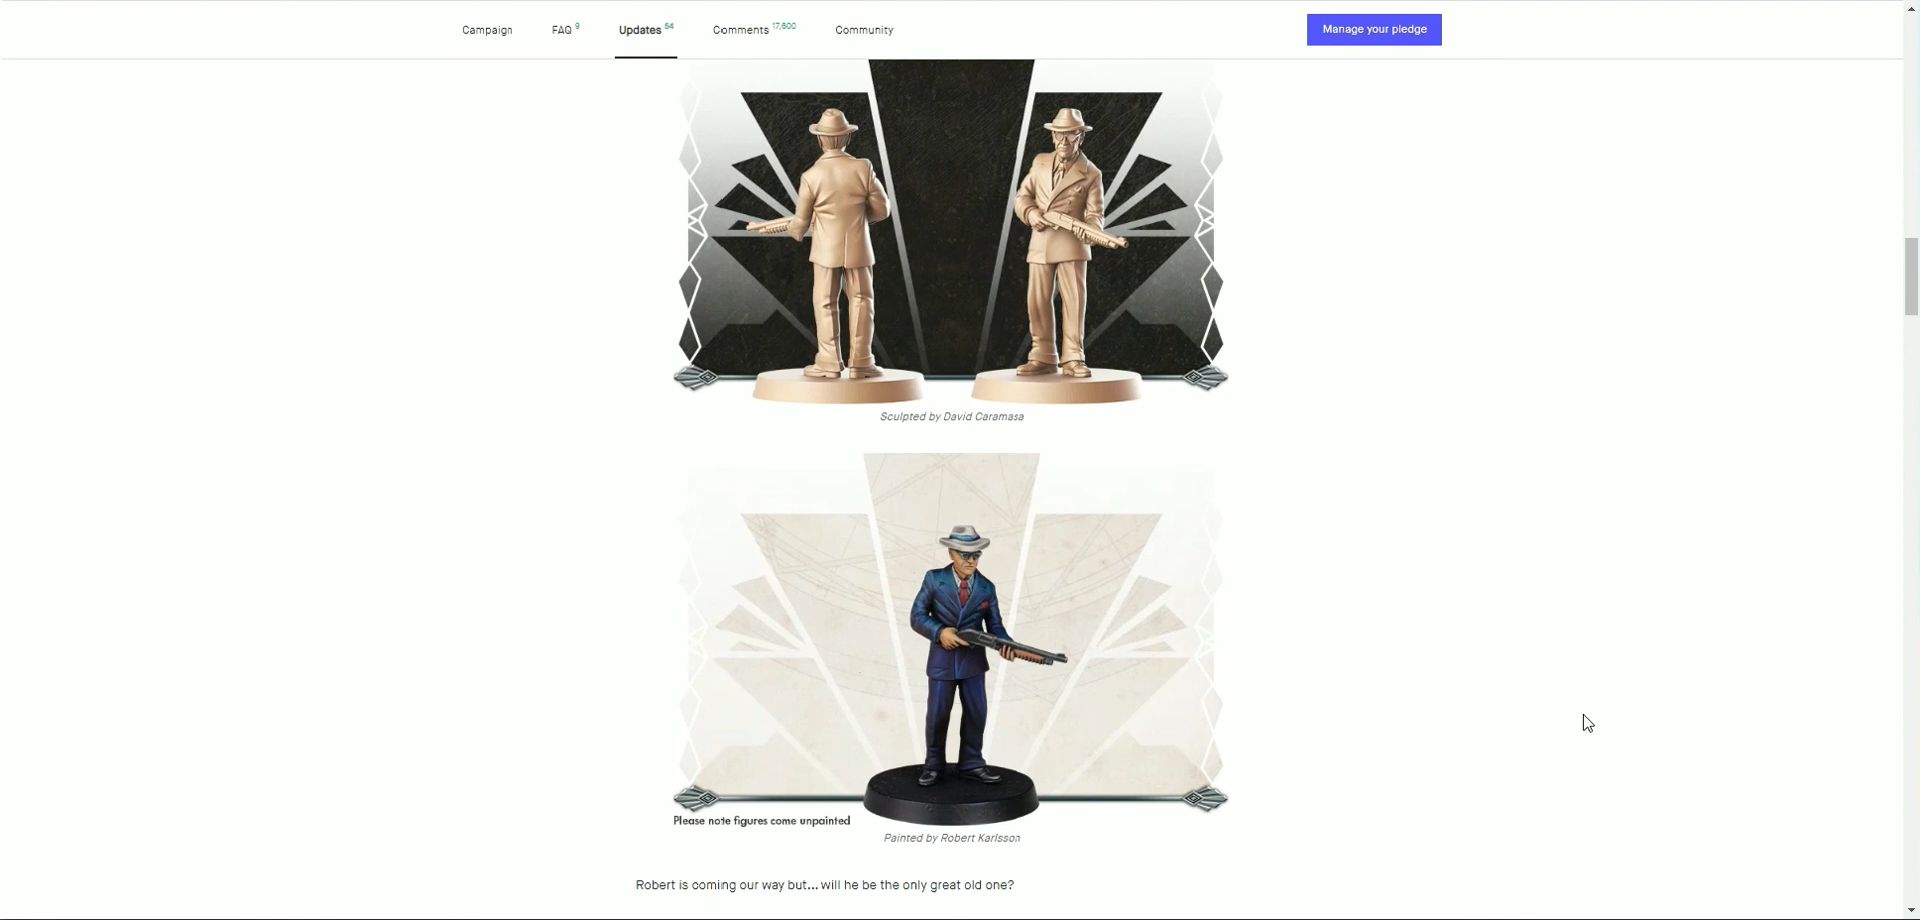 Campaign FAQ 9 Updates 54 Comments 17,600 Community Manage your pledge
Sculpted by David Caramasa
Please note figures come unpainted
Painted by Robert Karlsson
Robert is coming our way but... will he be the only great old one?